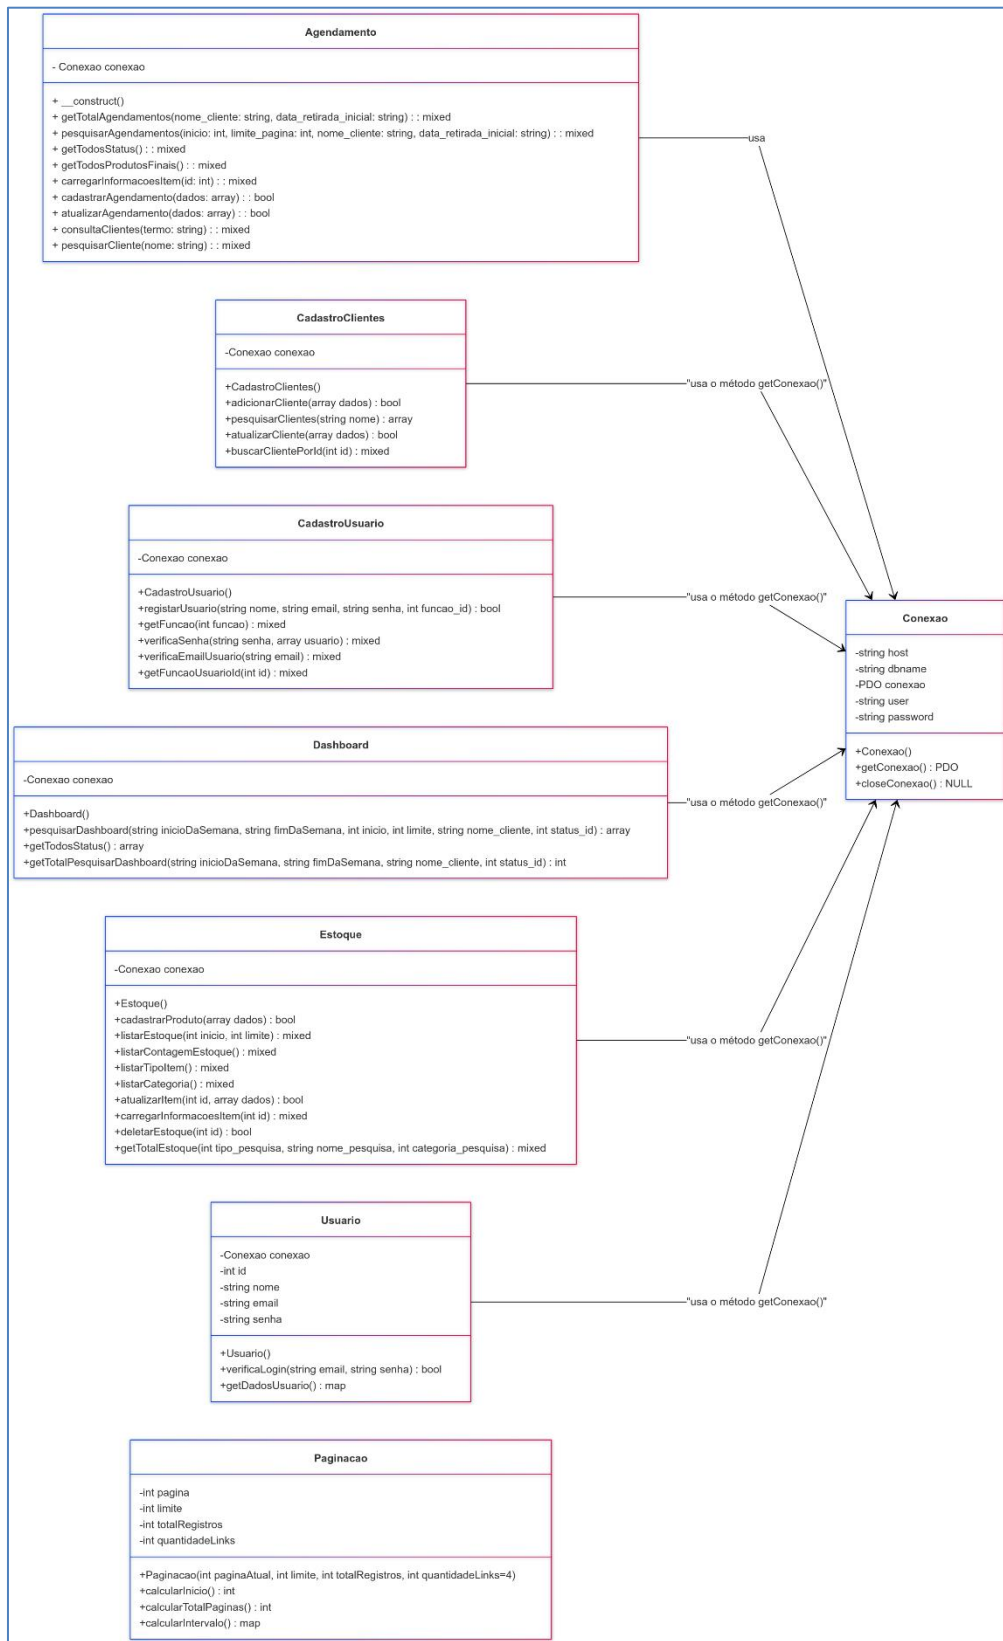 Agendamento
- Conexao conexao
+ __construct()
+ getTotalAgendamentos(nome_cliente: string, data_retirada_inicial: string) : : mixed
+ pesquisarAgendamentos(inicio: int, limite_pagina: int, nome_cliente: string, data_retirada_inicial: string) : : mixed
+ getTodosStatus() : : mixed
+ getTodosProdutosFinais() : : mixed
+ carregarInformacoesItem(id: int) : : mixed
+ cadastrarAgendamento(dados: array) : : bool
+ atualizarAgendamento(dados: array) : : bool
+ consultaClientes(termo: string) : : mixed
+ pesquisarCliente(nome: string) : : mixed
usa
CadastroClientes
-Conexao conexao
+CadastroClientes()
+adicionarCliente(array dados) : bool
+pesquisarClientes(string nome) : array
+atualizarCliente(array dados) : bool
+buscarClientePorId(int id) : mixed
"usa o método getConexao()"
CadastroUsuario
-Conexao conexao
+CadastroUsuario()
+registarUsuario(string nome, string email, string senha, int funcao_id) : bool
+getFuncao(int funcao) : mixed
+verificaSenha(string senha, array usuario) : mixed
+verificaEmailUsuario(string email) : mixed
+getFuncaoUsuarioId(int id) : mixed
"usa o método getConexao()"
Conexao
-string host
-string dbname
-PDO conexao
-string user
-string password
+Conexao()
+getConexao() : PDO
+closeConexao() : NULL
Dashboard
-Conexao conexao
+Dashboard()
+pesquisarDashboard(string inicioDaSemana, string fimDaSemana, int inicio, int limite, string nome_cliente, int status_id) : array
+getTodosStatus() : array
+getTotalPesquisarDashboard(string inicioDaSemana, string fimDaSemana, string nome_cliente, int status_id) : int
"usa o método getConexao()"
Estoque
-Conexao conexao
+Estoque()
+cadastrarProduto(array dados) : bool
+listarEstoque(int inicio, int limite) : mixed
+listarContagemEstoque() : mixed
+listarTipoItem() : mixed
+listarCategoria() : mixed
+atualizarItem(int id, array dados) : bool
+carregarInformacoesItem(int id) : mixed
+deletarEstoque(int id) : bool
+getTotalEstoque(int tipo_pesquisa, string nome_pesquisa, int categoria_pesquisa) : mixed
"usa o método getConexao()"
Usuario
-Conexao conexao
-int id
-string nome
-string email
-string senha
+Usuario()
+verificaLogin(string email, string senha) : bool
+getDadosUsuario() : map
"usa o método getConexao()"
Paginacao
-int pagina
-int limite
-int totalRegistros
-int quantidadeLinks
+Paginacao(int paginaAtual, int limite, int totalRegistros, int quantidadeLinks=4)
+calcularInicio() : int
+calcularTotalPaginas() : int
+calcularIntervalo() : map